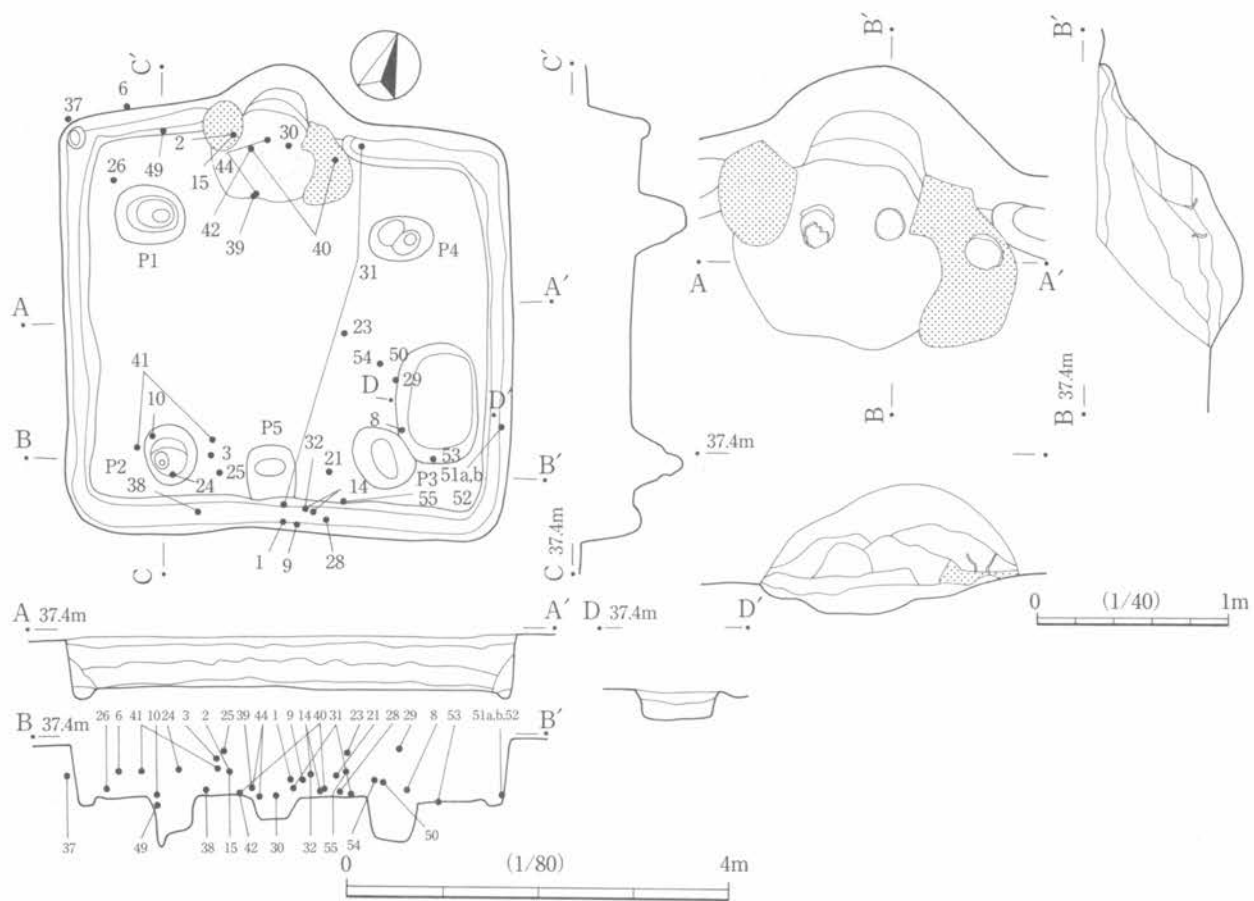 C′
6
37
2
30
49
44
26
15
42
39
40
P1
P4
31
A
A′
23
54
50
41
D
29
10
D′
8
P5
32
B
3
21
53
B′
P2
25
24
P3
51a,b
38
14
55
52
1
9
28
C
C′
C 37.4m
B′
A
A′
B
B′
B 37.4m
37.4m
0 (1/40) 1m
A 37.4m
A′
D 37.4m
D′
B 37.4m
26 6 41 10 24 3 2 25 39 44 1 9 14 40 31 23 21 28 29 8 53 51a,b.52
B′
37 49 38 15 42 30 32 55 54 50
0 (1/80) 4m